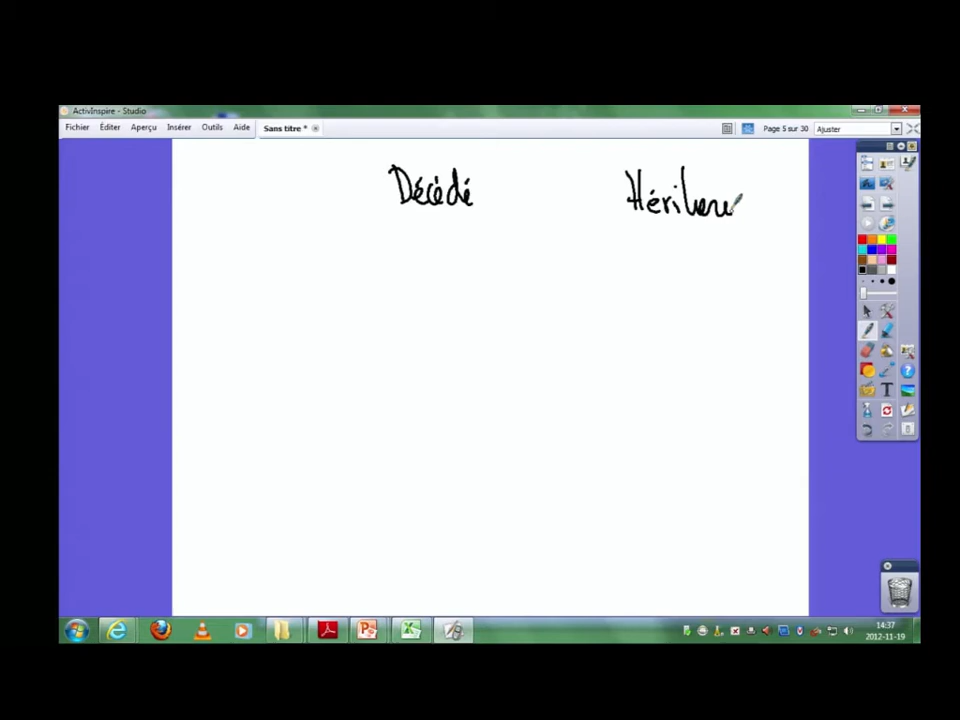 ActivInspire - Studio
Fichier Éditer Aperçu Insérer Outils Aide Sans titre * Page 5 sur 30 Ajuster
Décédé
14:37
2012-11-19